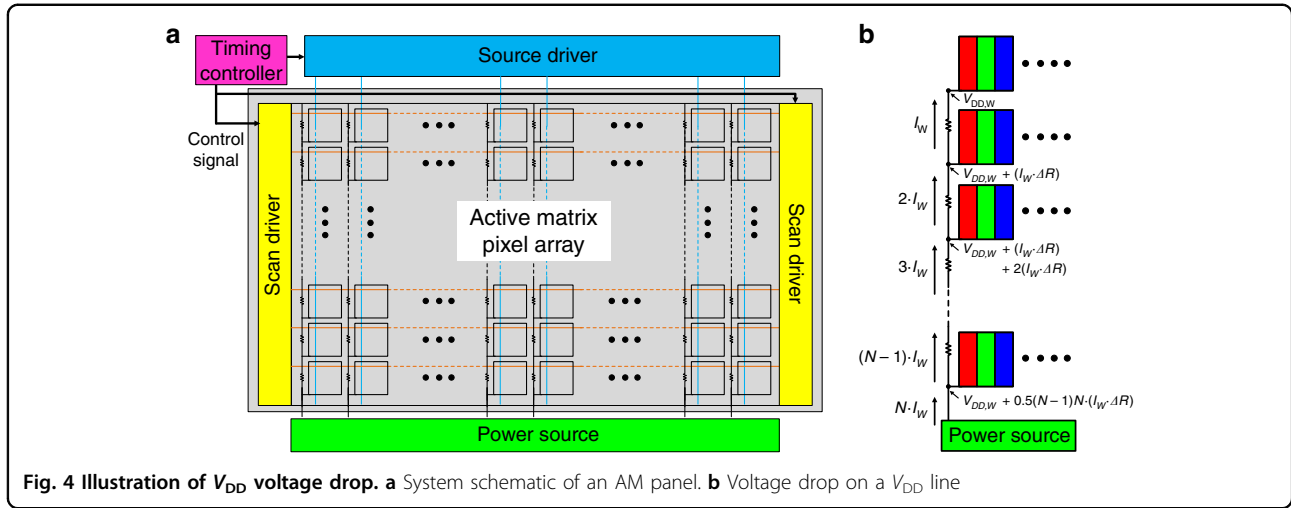 a
Timing
controller
Source driver
Control
signal
Scan driver
Active matrix
pixel array
Scan driver
Power source
b
V_DD,W
I_W
V_DD,W + (I_W·ΔR)
2·I_W
V_DD,W + (I_W·ΔR)
+ 2(I_W·ΔR)
3·I_W
(N – 1)·I_W
V_DD,W + 0.5(N – 1)N·(I_W·ΔR)
N·I_W
Power source
Fig. 4 Illustration of V_DD voltage drop. a System schematic of an AM panel. b Voltage drop on a V_DD line